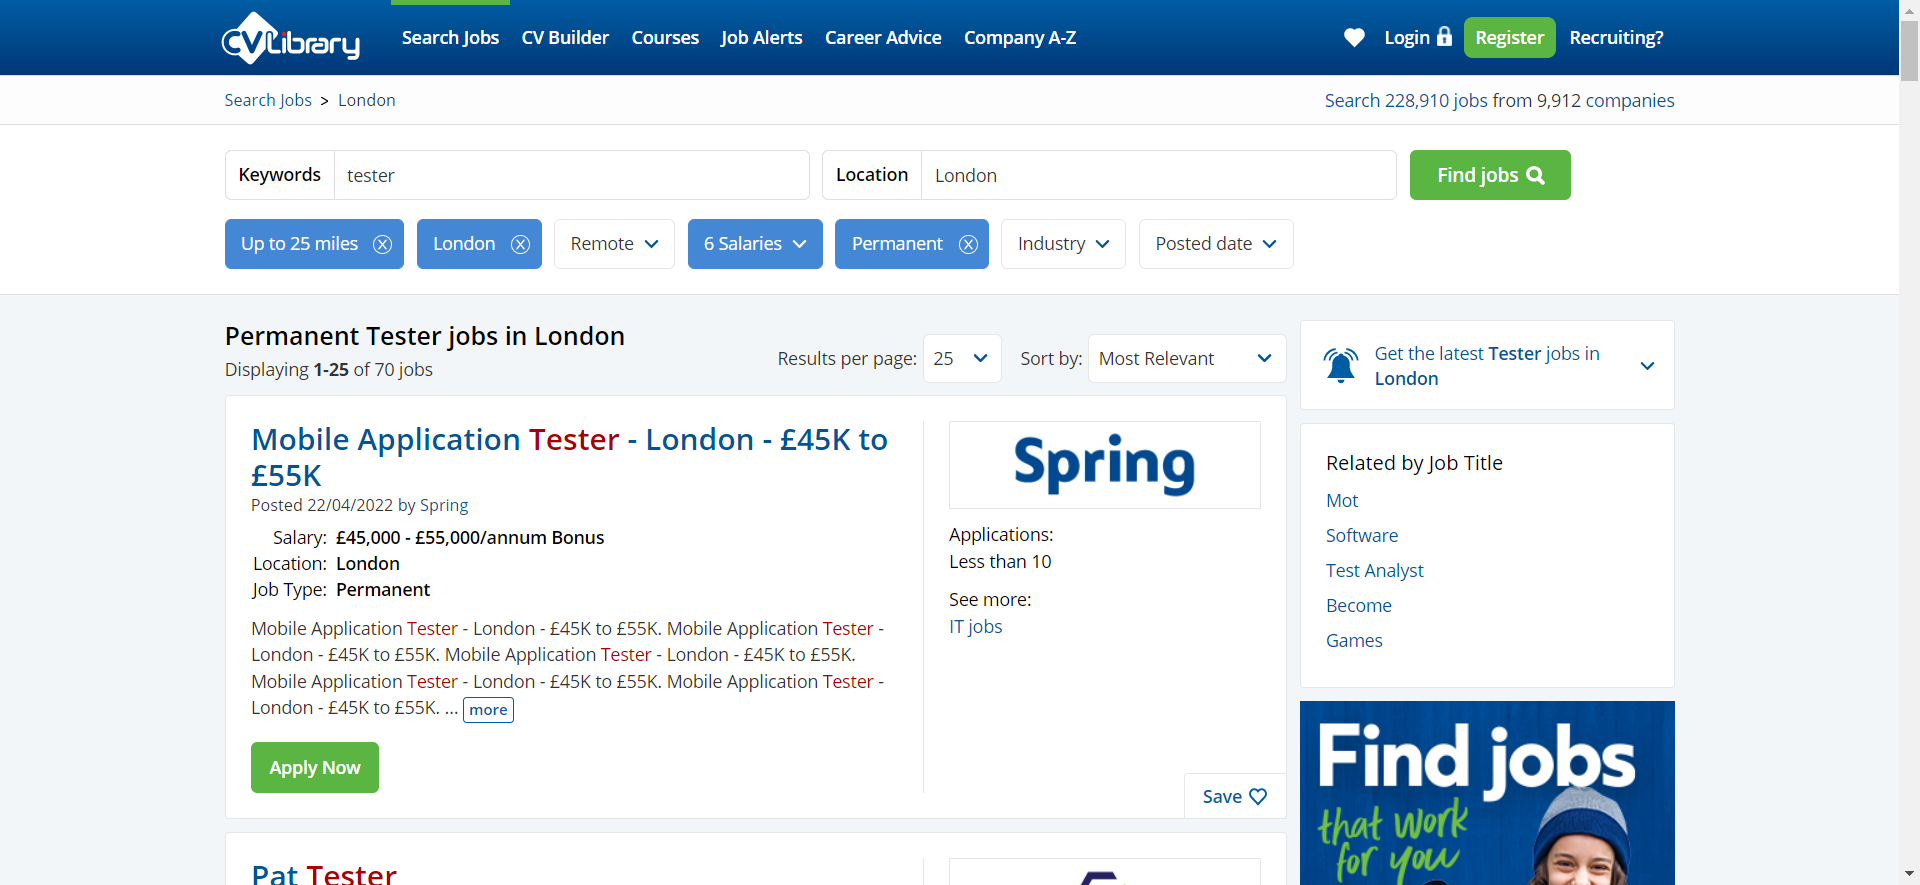 CV Library
Search Jobs CV Builder Courses Job Alerts Career Advice Company A-Z Login Register Recruiting?
Search Jobs > London
Search 228,910 jobs from 9,912 companies
Keywords tester Location London Find jobs
Up to 25 miles London Remote 6 Salaries Permanent Industry Posted date
Permanent Tester jobs in London
Displaying 1-25 of 70 jobs
Results per page: 25 Sort by: Most Relevant
Mobile Application Tester - London - £45K to
£55K
Posted 22/04/2022 by Spring
Salary: £45,000 - £55,000/annum Bonus
Location: London
Job Type: Permanent
Mobile Application Tester - London - £45K to £55K. Mobile Application Tester -
London - £45K to £55K. Mobile Application Tester - London - £45K to £55K.
Mobile Application Tester - London - £45K to £55K. Mobile Application Tester -
London - £45K to £55K. ... more
Apply Now
Spring
Applications:
Less than 10
See more:
IT jobs
Save
Pat Tester
Get the latest Tester jobs in
London
Related by Job Title
Mot
Software
Test Analyst
Become
Games
Find jobs
that work
for you